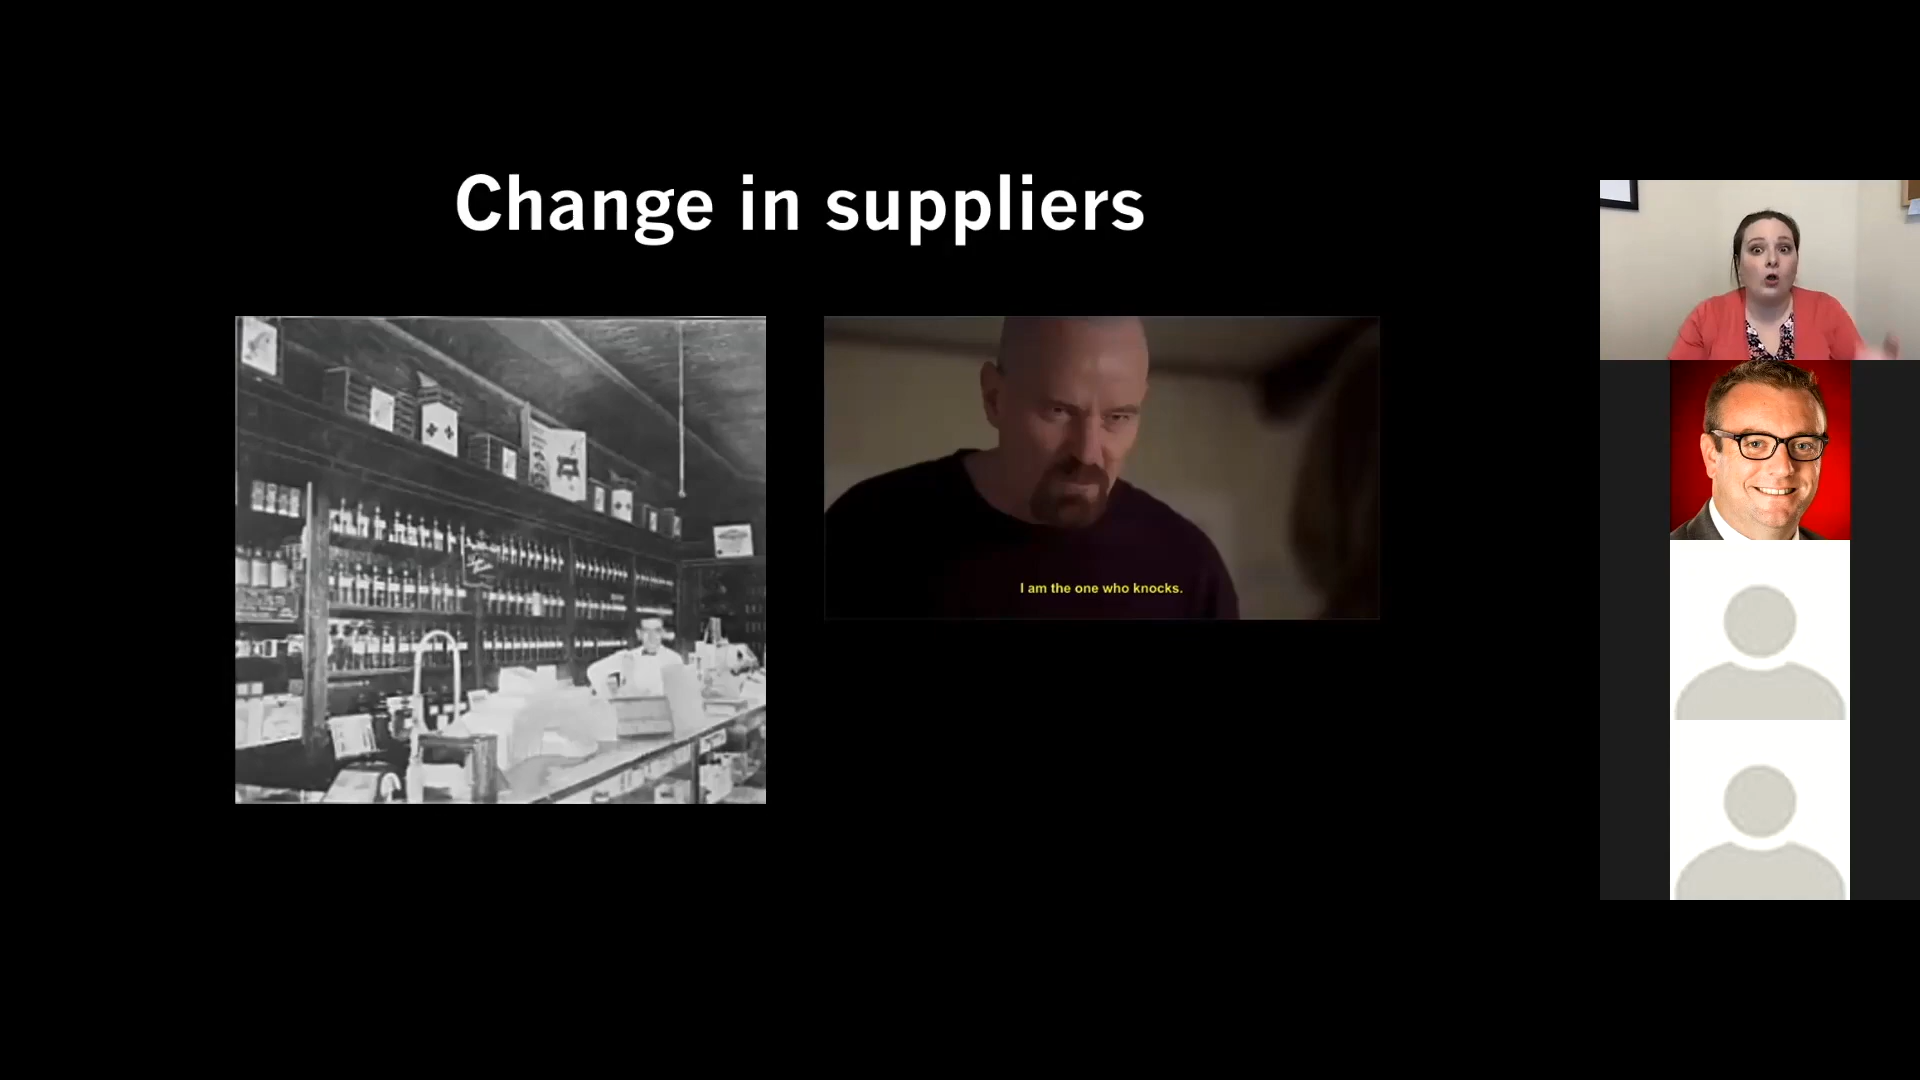 Change in suppliers
I am the one who knocks.